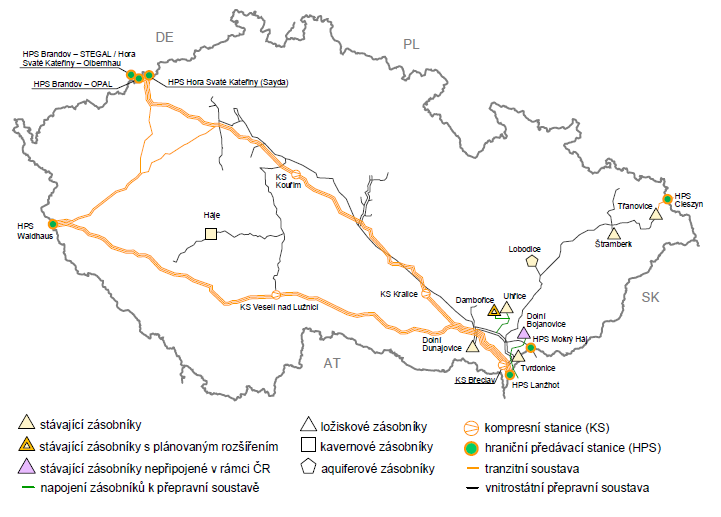 DE
PL
HPS Brandov – STEGAL / Hora
Svaté Kateřiny – Olbernhau
HPS Brandov – OPAL
HPS Hora Svaté Kateřiny (Sayda)
KS
Kouřim
HPS
Cieszyn
Třanovice
Háje
HPS
Waidhaus
Štramberk
Lobodice
KS Kralice
Dambořice
Uhřice
SK
KS Veselí nad Lužnicí
Dolní
Bojanovice
HPS Mokrý Háj
Dolní
Dunajovice
AT
Tvrdonice
KS Břeclav
HPS Lanžhot
stávající zásobníky
ložiskové zásobníky
kompresní stanice (KS)
stávající zásobníky s plánovaným rozšířením
kavernové zásobníky
hraniční předávací stanice (HPS)
stávající zásobníky nepřipojené v rámci ČR
aquiferové zásobníky
tranzitní soustava
napojení zásobníků k přepravní soustavě
vnitrostátní přepravní soustava